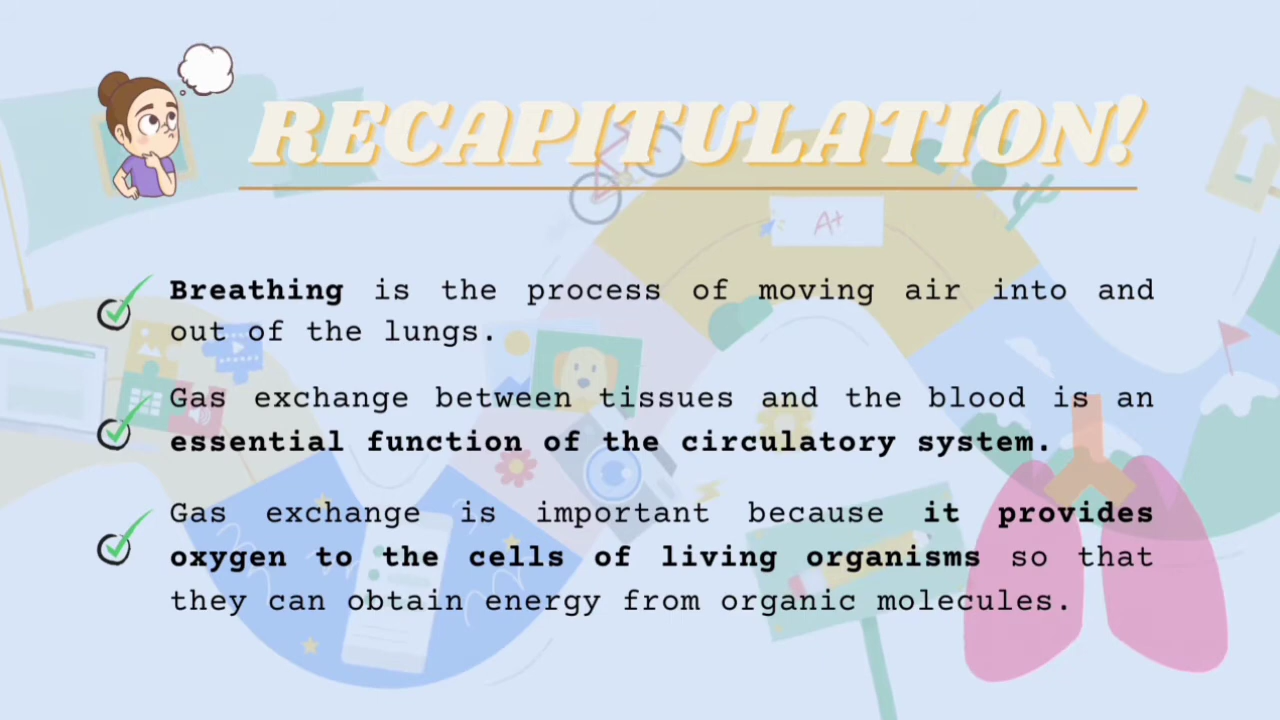 RECAPITULATION!
A+
Breathing is the process of moving air into and
out of the lungs.
Gas exchange between tissues and the blood is an
essential function of the circulatory system.
Gas exchange is important because it provides
oxygen to the cells of living organisms so that
they can obtain energy from organic molecules.